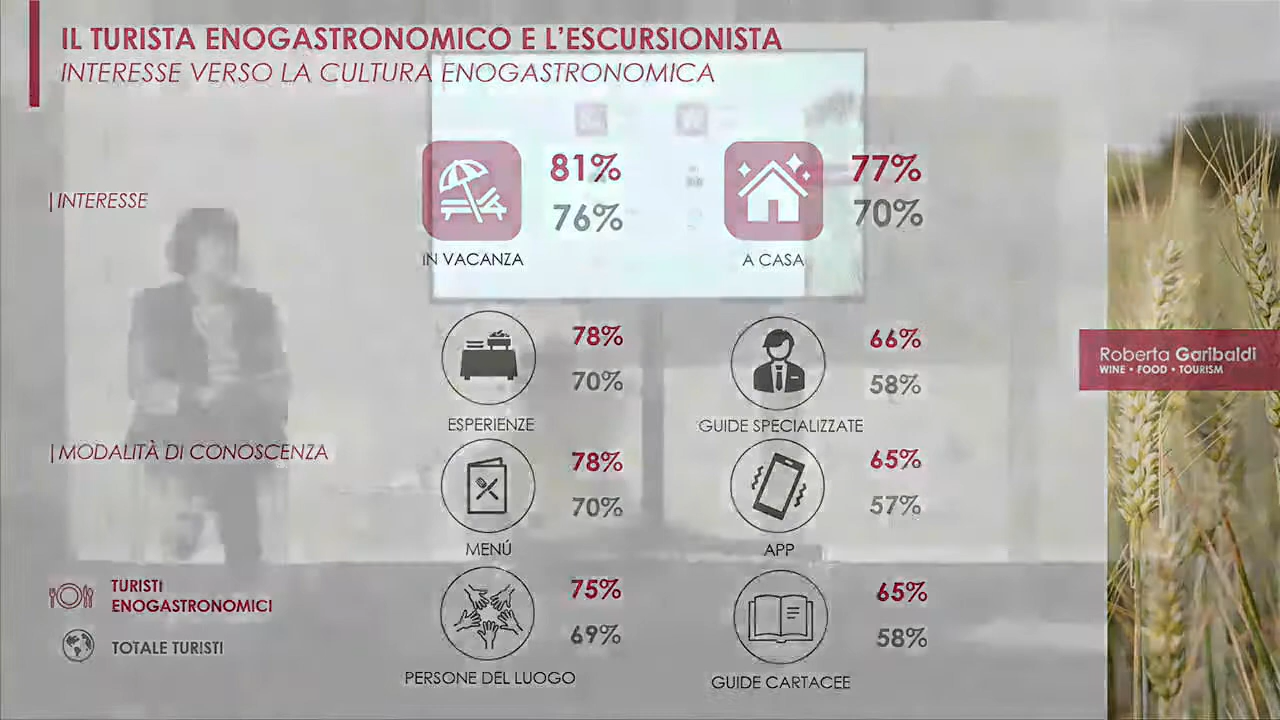 IL TURISTA ENOGASTRONOMICO E L'ESCURSIONISTA
INTERESSE VERSO LA CULTURA ENOGASTRONOMICA
|INTERESSE
81%
76%
IN VACANZA
77%
70%
A CASA
|MODALITÀ DI CONOSCENZA
78%
70%
ESPERIENZE
66%
58%
GUIDE SPECIALIZZATE
78%
70%
MENÚ
65%
57%
APP
75%
69%
PERSONE DEL LUOGO
65%
58%
GUIDE CARTACEE
TURISTI
ENOGASTRONOMICI
TOTALE TURISTI
Roberta Garibaldi
WINE • FOOD • TOURISM